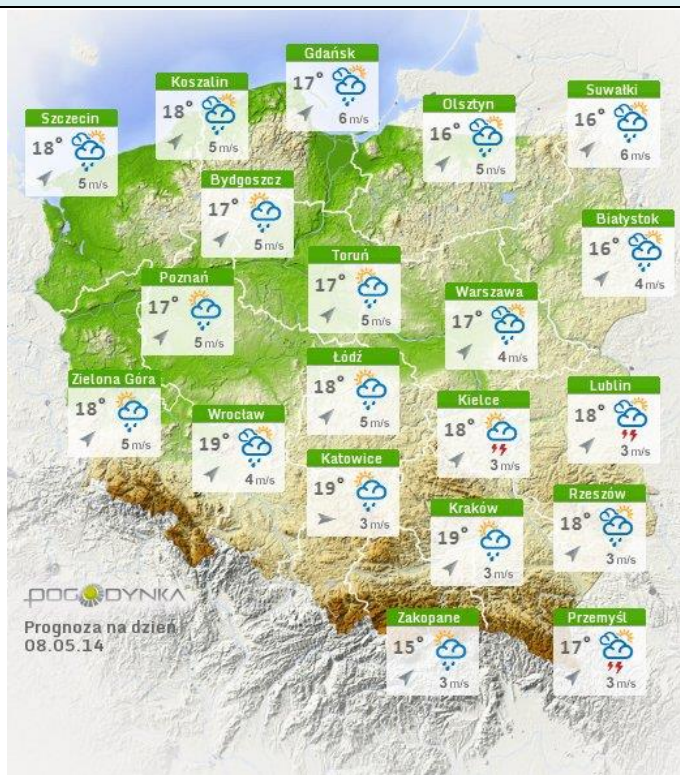 Gdańsk
17°
6 m/s
Koszalin
18°
5 m/s
Suwałki
16°
6 m/s
Olsztyn
16°
5 m/s
Szczecin
18°
5 m/s
Bydgoszcz
17°
5 m/s
Białystok
16°
4 m/s
Toruń
17°
5 m/s
Poznań
17°
5 m/s
Warszawa
17°
4 m/s
Łódź
18°
5 m/s
Zielona Góra
18°
5 m/s
Lublin
18°
3 m/s
Kielce
18°
3 m/s
Wrocław
19°
4 m/s
Katowice
19°
3 m/s
Rzeszów
18°
3 m/s
Kraków
19°
3 m/s
POGODYNKA
Prognoza na dzień
08.05.14
Zakopane
15°
3 m/s
Przemyśl
17°
3 m/s